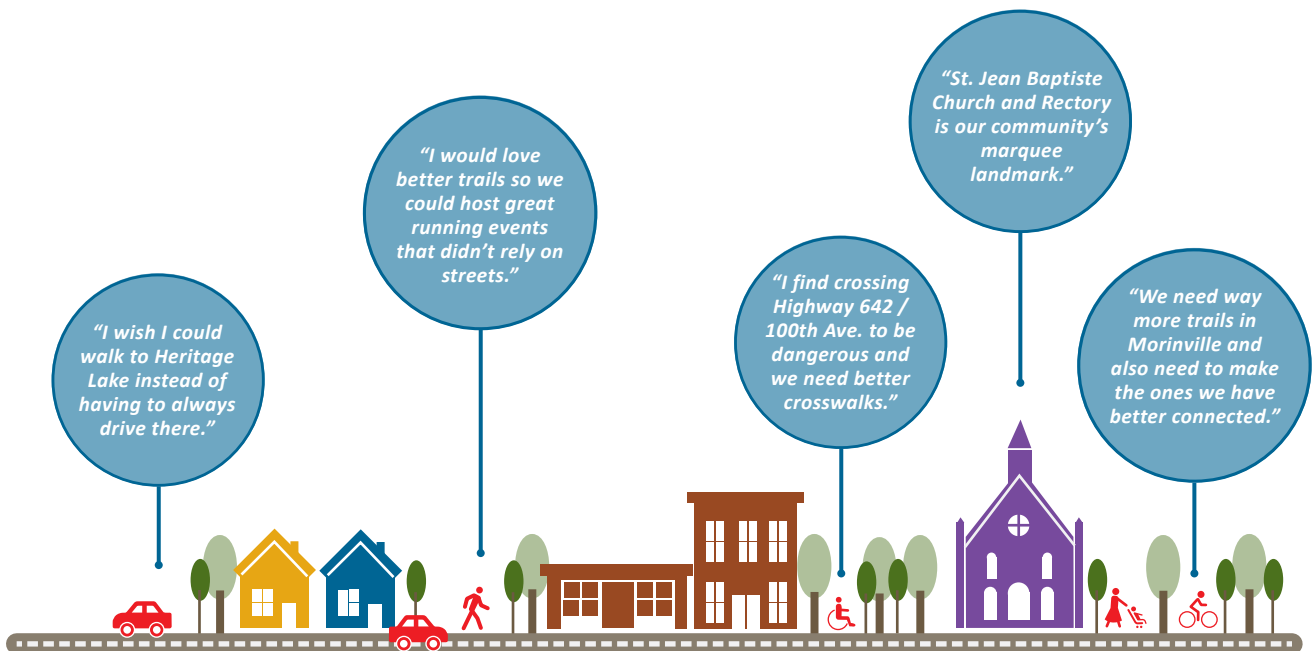 “I wish I could
walk to Heritage
Lake instead of
having to always
drive there.”
“I would love
better trails so we
could host great
running events
that didn’t rely on
streets.”
“I find crossing
Highway 642 /
100th Ave. to be
dangerous and
we need better
crosswalks.”
“St. Jean Baptiste
Church and Rectory
is our community’s
marquee
landmark.”
“We need way
more trails in
Morinville and
also need to make
the ones we have
better connected.”